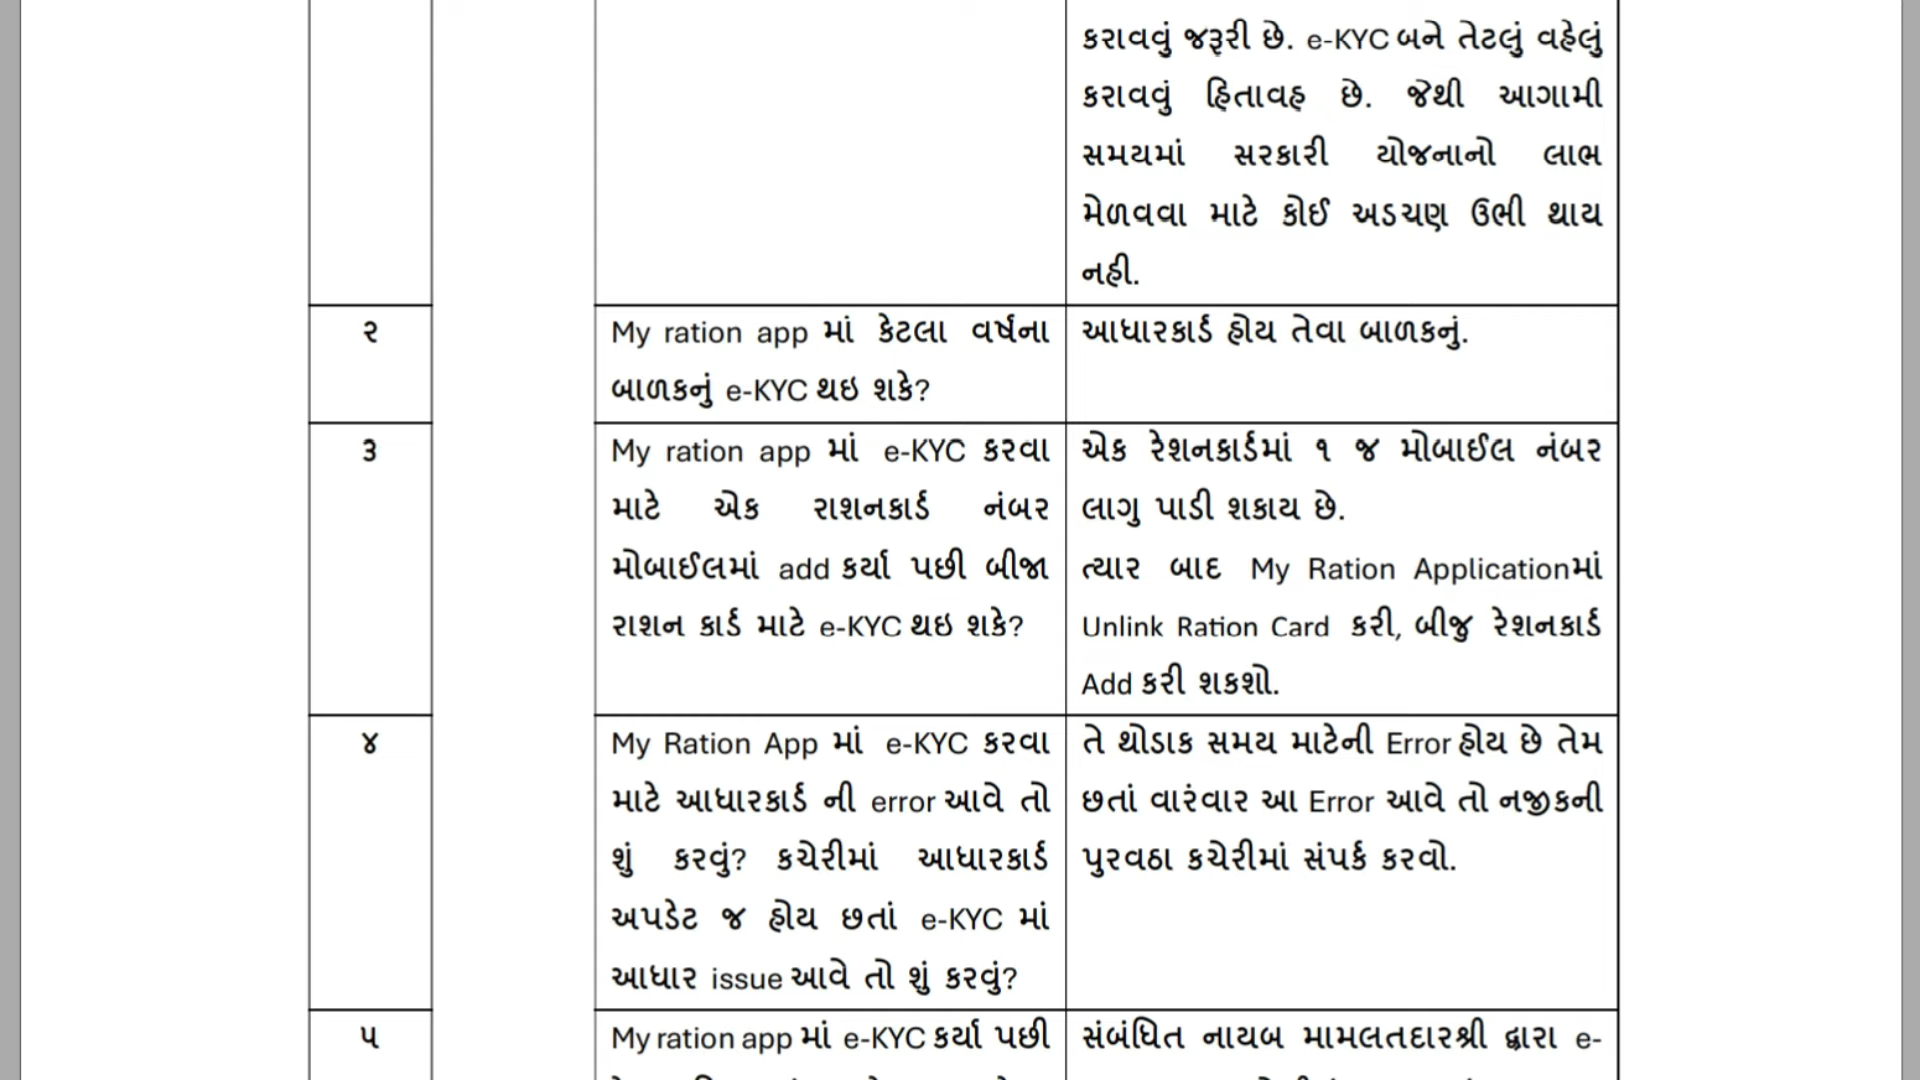 કરાવવું જરૂરી છે. e-KYC બને તેટલું વહેલું
કરાવવું હિતાવહ છે. જેથી આગામી
સમયમાં સરકારી યોજનાનો લાભ
મેળવવા માટે કોઈ અડચણ ઉભી થાય
નહી.
૨
My ration app માં કેટલા વર્ષના
બાળકનું e-KYC થઇ શકે?
આધારકાર્ડ હોય તેવા બાળકનું.
૩
My ration app માં e-KYC કરવા
માટે એક રાશનકાર્ડ નંબર
મોબાઈલમાં add કર્યા પછી બીજા
રાશન કાર્ડ માટે e-KYC થઇ શકે?
એક રેશનકાર્ડમાં ૧ જ મોબાઈલ નંબર
લાગુ પાડી શકાય છે.
ત્યાર બાદ My Ration Applicationમાં
Unlink Ration Card કરી, બીજુ રેશનકાર્ડ
Add કરી શકશો.
૪
My Ration App માં e-KYC કરવા
માટે આધારકાર્ડ ની error આવે તો
શું કરવું? કચેરીમાં આધારકાર્ડ
અપડેટ જ હોય છતાં e-KYC માં
આધાર issue આવે તો શું કરવું?
તે થોડાક સમય માટેની Error હોય છે તેમ
છતાં વારંવાર આ Error આવે તો નજીકની
પુરવઠા કચેરીમાં સંપર્ક કરવો.
૫
My ration app માં e-KYC કર્યા પછી
સંબંધિત નાયબ મામલતદારશ્રી દ્વારા e-